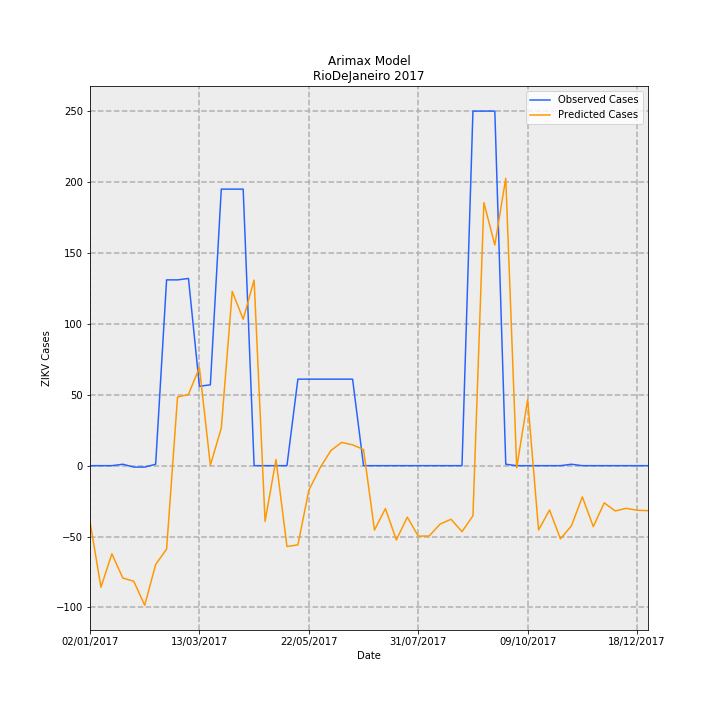 Arimax Model
RioDeJaneiro 2017
Observed Cases
Predicted Cases
ZIKV Cases
250
200
150
100
50
0
−50
−100
02/01/2017
13/03/2017
22/05/2017
31/07/2017
09/10/2017
18/12/2017
Date